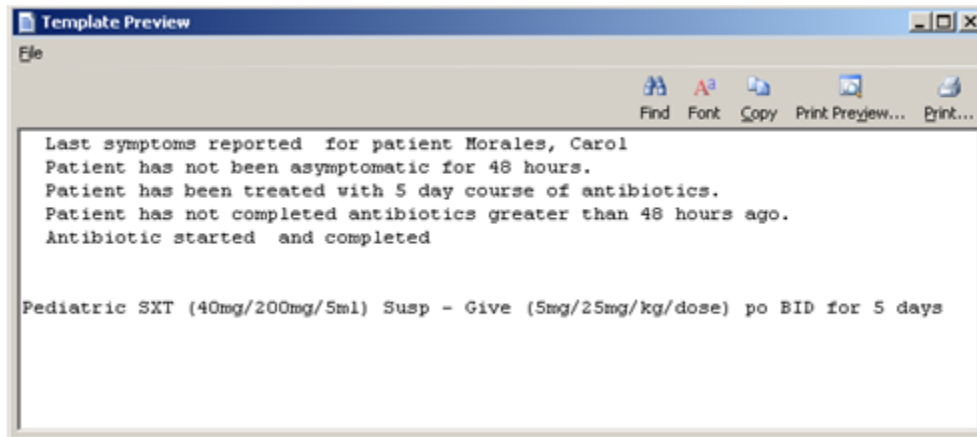 Template Preview
File
Find Font Copy Print Preview... Print...
Last symptoms reported  for patient Morales, Carol
Patient has not been asymptomatic for 48 hours.
Patient has been treated with 5 day course of antibiotics.
Patient has not completed antibiotics greater than 48 hours ago.
Antibiotic started  and completed
Pediatric SXT (40mg/200mg/5ml) Susp - Give (5mg/25mg/kg/dose) po BID for 5 days